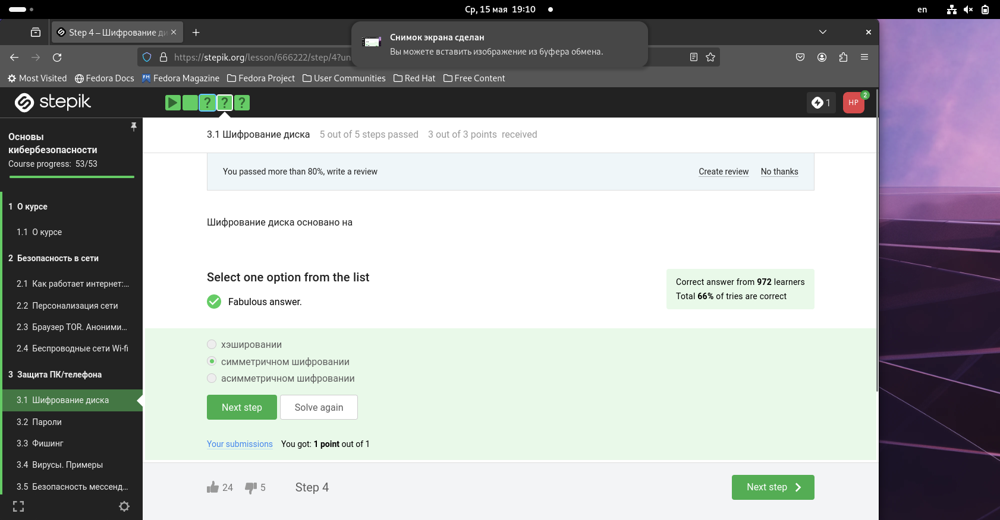 Ср, 15 мая 19:10
en
Step 4 – Шифрование ди
Снимок экрана сделан
Вы можете вставить изображение из буфера обмена.
https://stepik.org/lesson/666222/step/4?un
Most Visited Fedora Docs Fedora Magazine Fedora Project User Communities Red Hat Free Content
stepik
? ? ?
1
HP
2
Основы
кибербезопасности
Course progress: 53/53
1 О курсе
1.1 О курсе
2 Безопасность в сети
2.1 Как работает интернет:...
2.2 Персонализация сети
2.3 Браузер TOR. Аноними...
2.4 Беспроводные сети Wi-fi
3 Защита ПК/телефона
3.1 Шифрование диска
3.2 Пароли
3.3 Фишинг
3.4 Вирусы. Примеры
3.5 Безопасность мессенд...
3.1 Шифрование диска 5 out of 5 steps passed 3 out of 3 points received
You passed more than 80%, write a review
Create review No thanks
Шифрование диска основано на
Select one option from the list
Fabulous answer.
Correct answer from 972 learners
Total 66% of tries are correct
хэшировании
симметричном шифровании
асимметричном шифровании
Next step Solve again
Your submissions You got: 1 point out of 1
24 5 Step 4
Next step